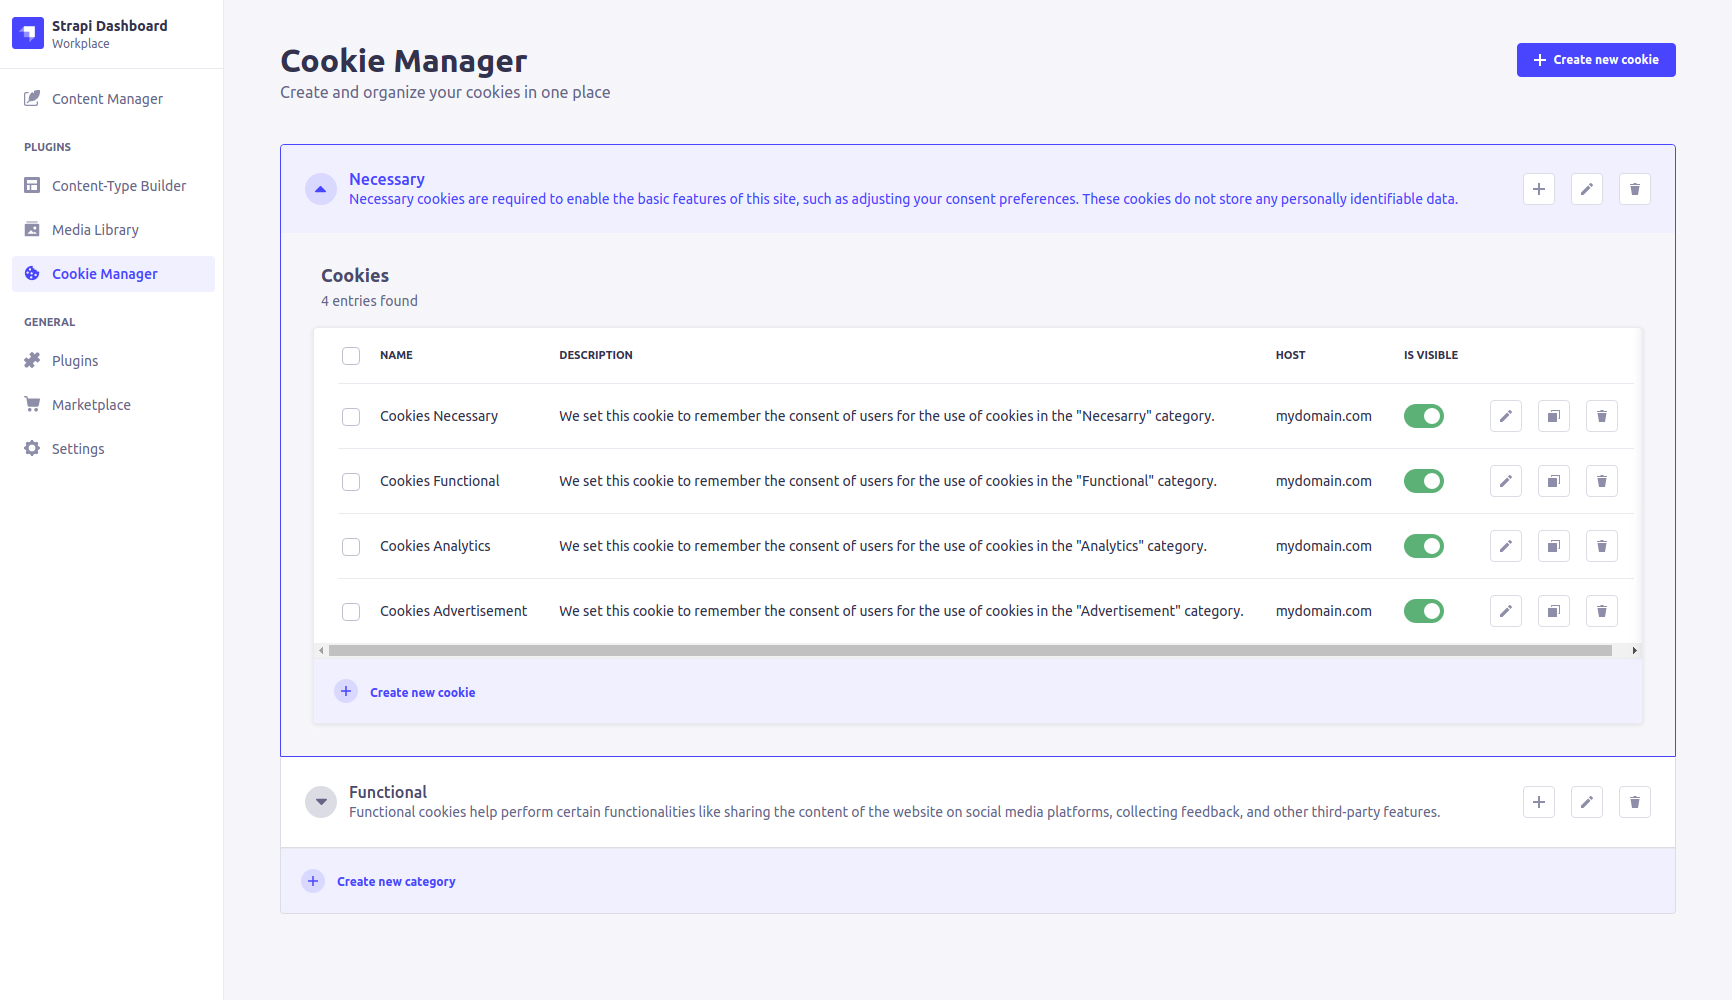 Strapi Dashboard
Workplace
Content Manager
PLUGINS
Content-Type Builder
Media Library
Cookie Manager
GENERAL
Plugins
Marketplace
Settings
Cookie Manager
Create and organize your cookies in one place
Create new cookie
Necessary
Necessary cookies are required to enable the basic features of this site, such as adjusting your consent preferences. These cookies do not store any personally identifiable data.
Cookies
4 entries found
NAME DESCRIPTION HOST IS VISIBLE
Cookies Necessary We set this cookie to remember the consent of users for the use of cookies in the "Necesarry" category. mydomain.com
Cookies Functional We set this cookie to remember the consent of users for the use of cookies in the "Functional" category. mydomain.com
Cookies Analytics We set this cookie to remember the consent of users for the use of cookies in the "Analytics" category. mydomain.com
Cookies Advertisement We set this cookie to remember the consent of users for the use of cookies in the "Advertisement" category. mydomain.com
Create new cookie
Functional
Functional cookies help perform certain functionalities like sharing the content of the website on social media platforms, collecting feedback, and other third-party features.
Create new category